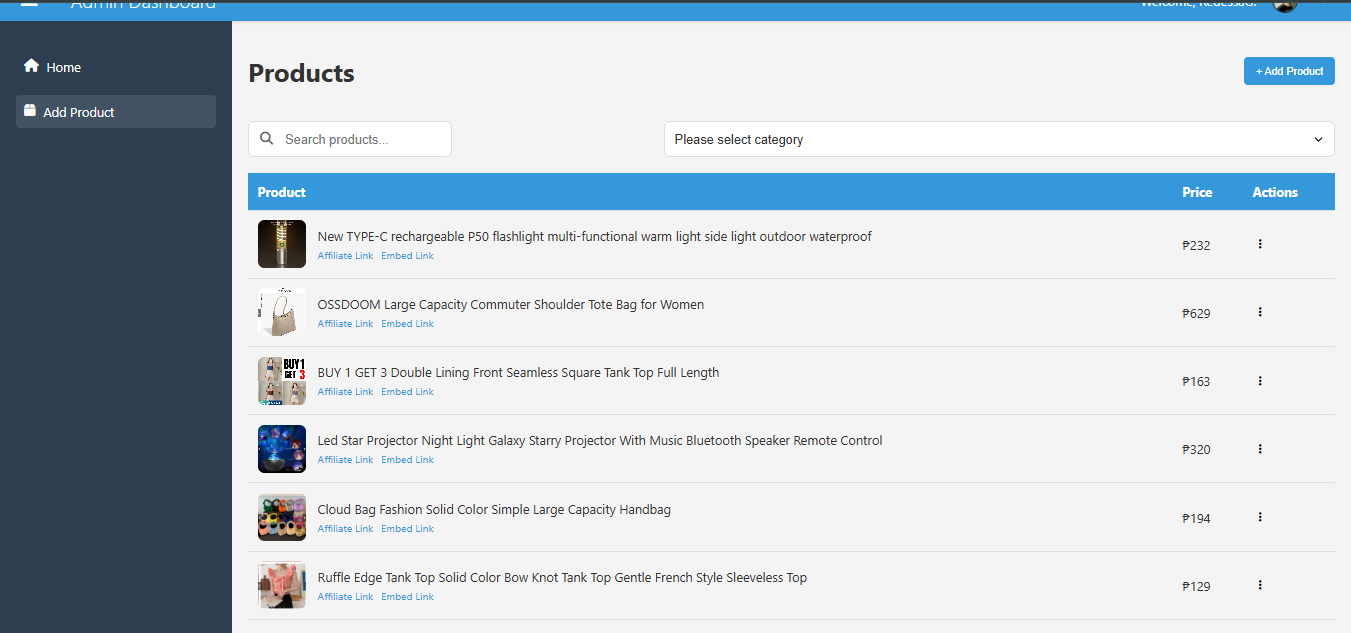 Admin Dashboard
Welcome, RedessaG!
Home
Add Product
Products
+ Add Product
Search products...
Please select category
Product Price Actions
New TYPE-C rechargeable P50 flashlight multi-functional warm light side light outdoor waterproof
Affiliate Link Embed Link
₱232
OSSDOOM Large Capacity Commuter Shoulder Tote Bag for Women
Affiliate Link Embed Link
₱629
BUY 1
GET 3
BUY 1 GET 3 Double Lining Front Seamless Square Tank Top Full Length
Affiliate Link Embed Link
₱163
Led Star Projector Night Light Galaxy Starry Projector With Music Bluetooth Speaker Remote Control
Affiliate Link Embed Link
₱320
Cloud Bag Fashion Solid Color Simple Large Capacity Handbag
Affiliate Link Embed Link
₱194
Ruffle Edge Tank Top Solid Color Bow Knot Tank Top Gentle French Style Sleeveless Top
Affiliate Link Embed Link
₱129